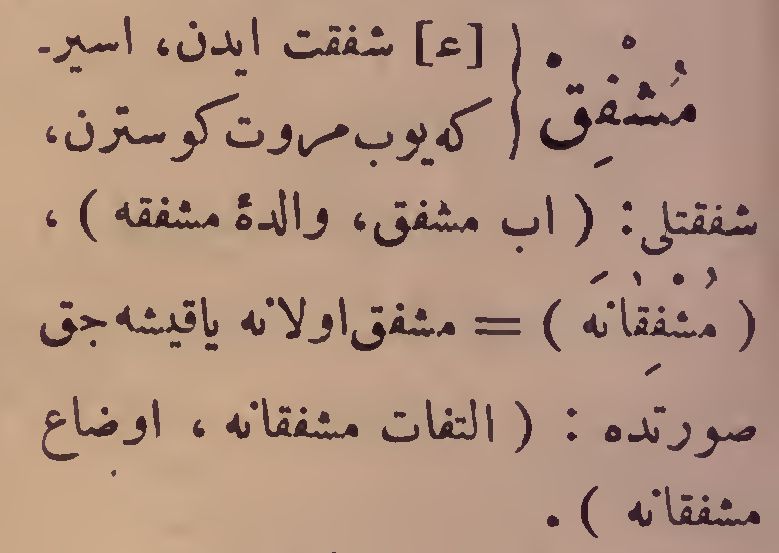 مُشْفِقْ { [ء] شفقت ایدن، اسیر-
که یوب مروت کوسترن،
شفقتلی: ( اب مشفق، والدهٔ مشفقه ) ،
( مُشْفِقَانَه ) = مشفق اولانه یاقیشه جق
صورتده : ( التفات مشفقانه ، اوضاع
مشفقانه ) .